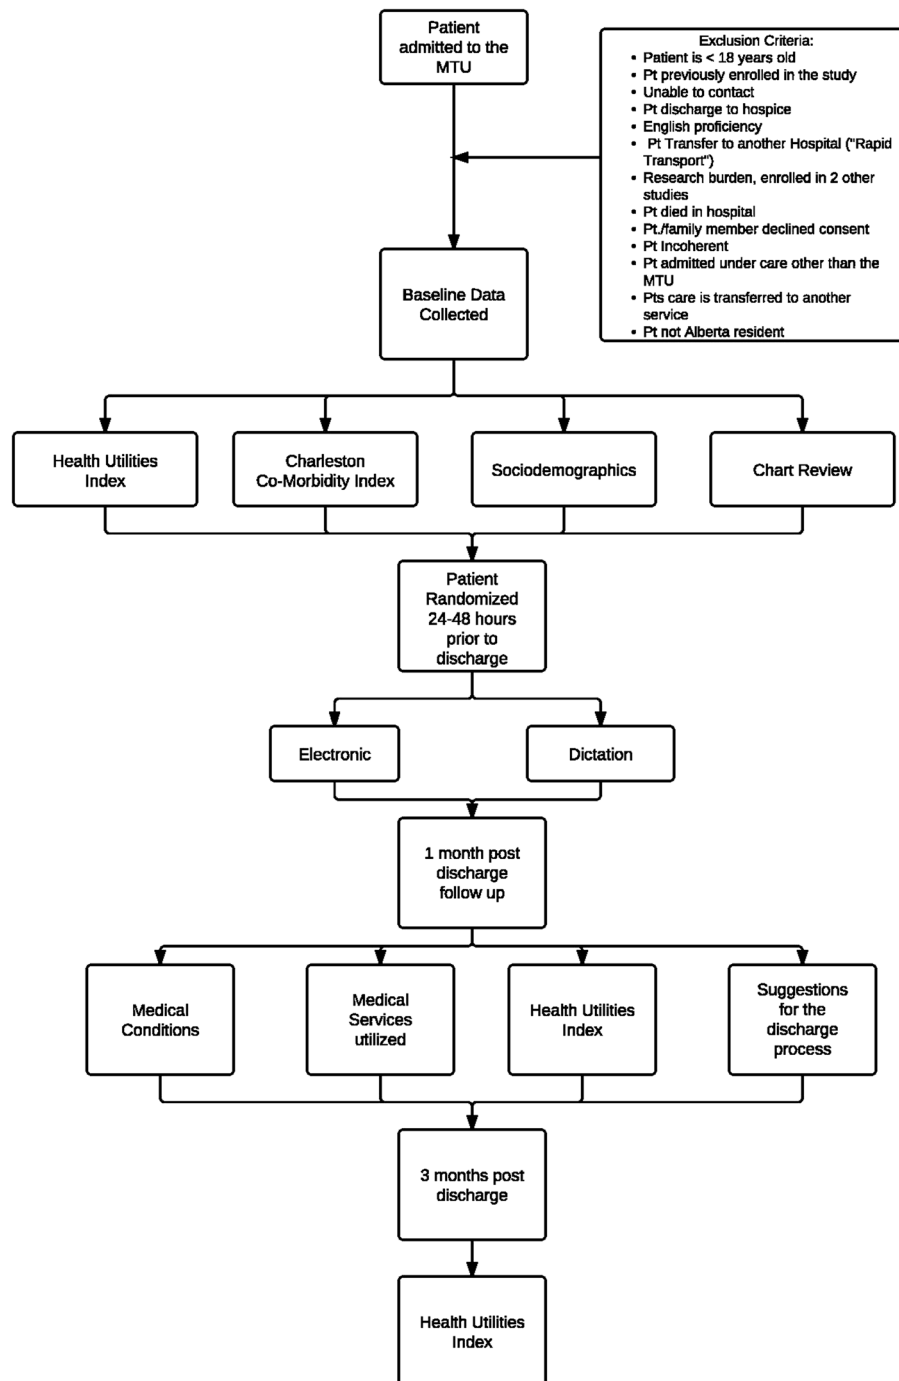 Patient
admitted to the
MTU
Exclusion Criteria:
• Patient is < 18 years old
• Pt previously enrolled in the study
• Unable to contact
• Pt discharge to hospice
• English proficiency
• Pt Transfer to another Hospital ("Rapid
Transport")
• Research burden, enrolled in 2 other
studies
• Pt died in hospital
• Pt./family member declined consent
• Pt Incoherent
• Pt admitted under care other than the
MTU
• Pts care is transferred to another
service
• Pt not Alberta resident
Baseline Data
Collected
Health Utilities
Index
Charleston
Co-Morbidity Index
Sociodemographics
Chart Review
Patient
Randomized
24-48 hours
prior to
discharge
Electronic
Dictation
1 month post
discharge
follow up
Medical
Conditions
Medical
Services
utilized
Health Utilities
Index
Suggestions
for the
discharge
process
3 months post
discharge
Health Utilities
Index